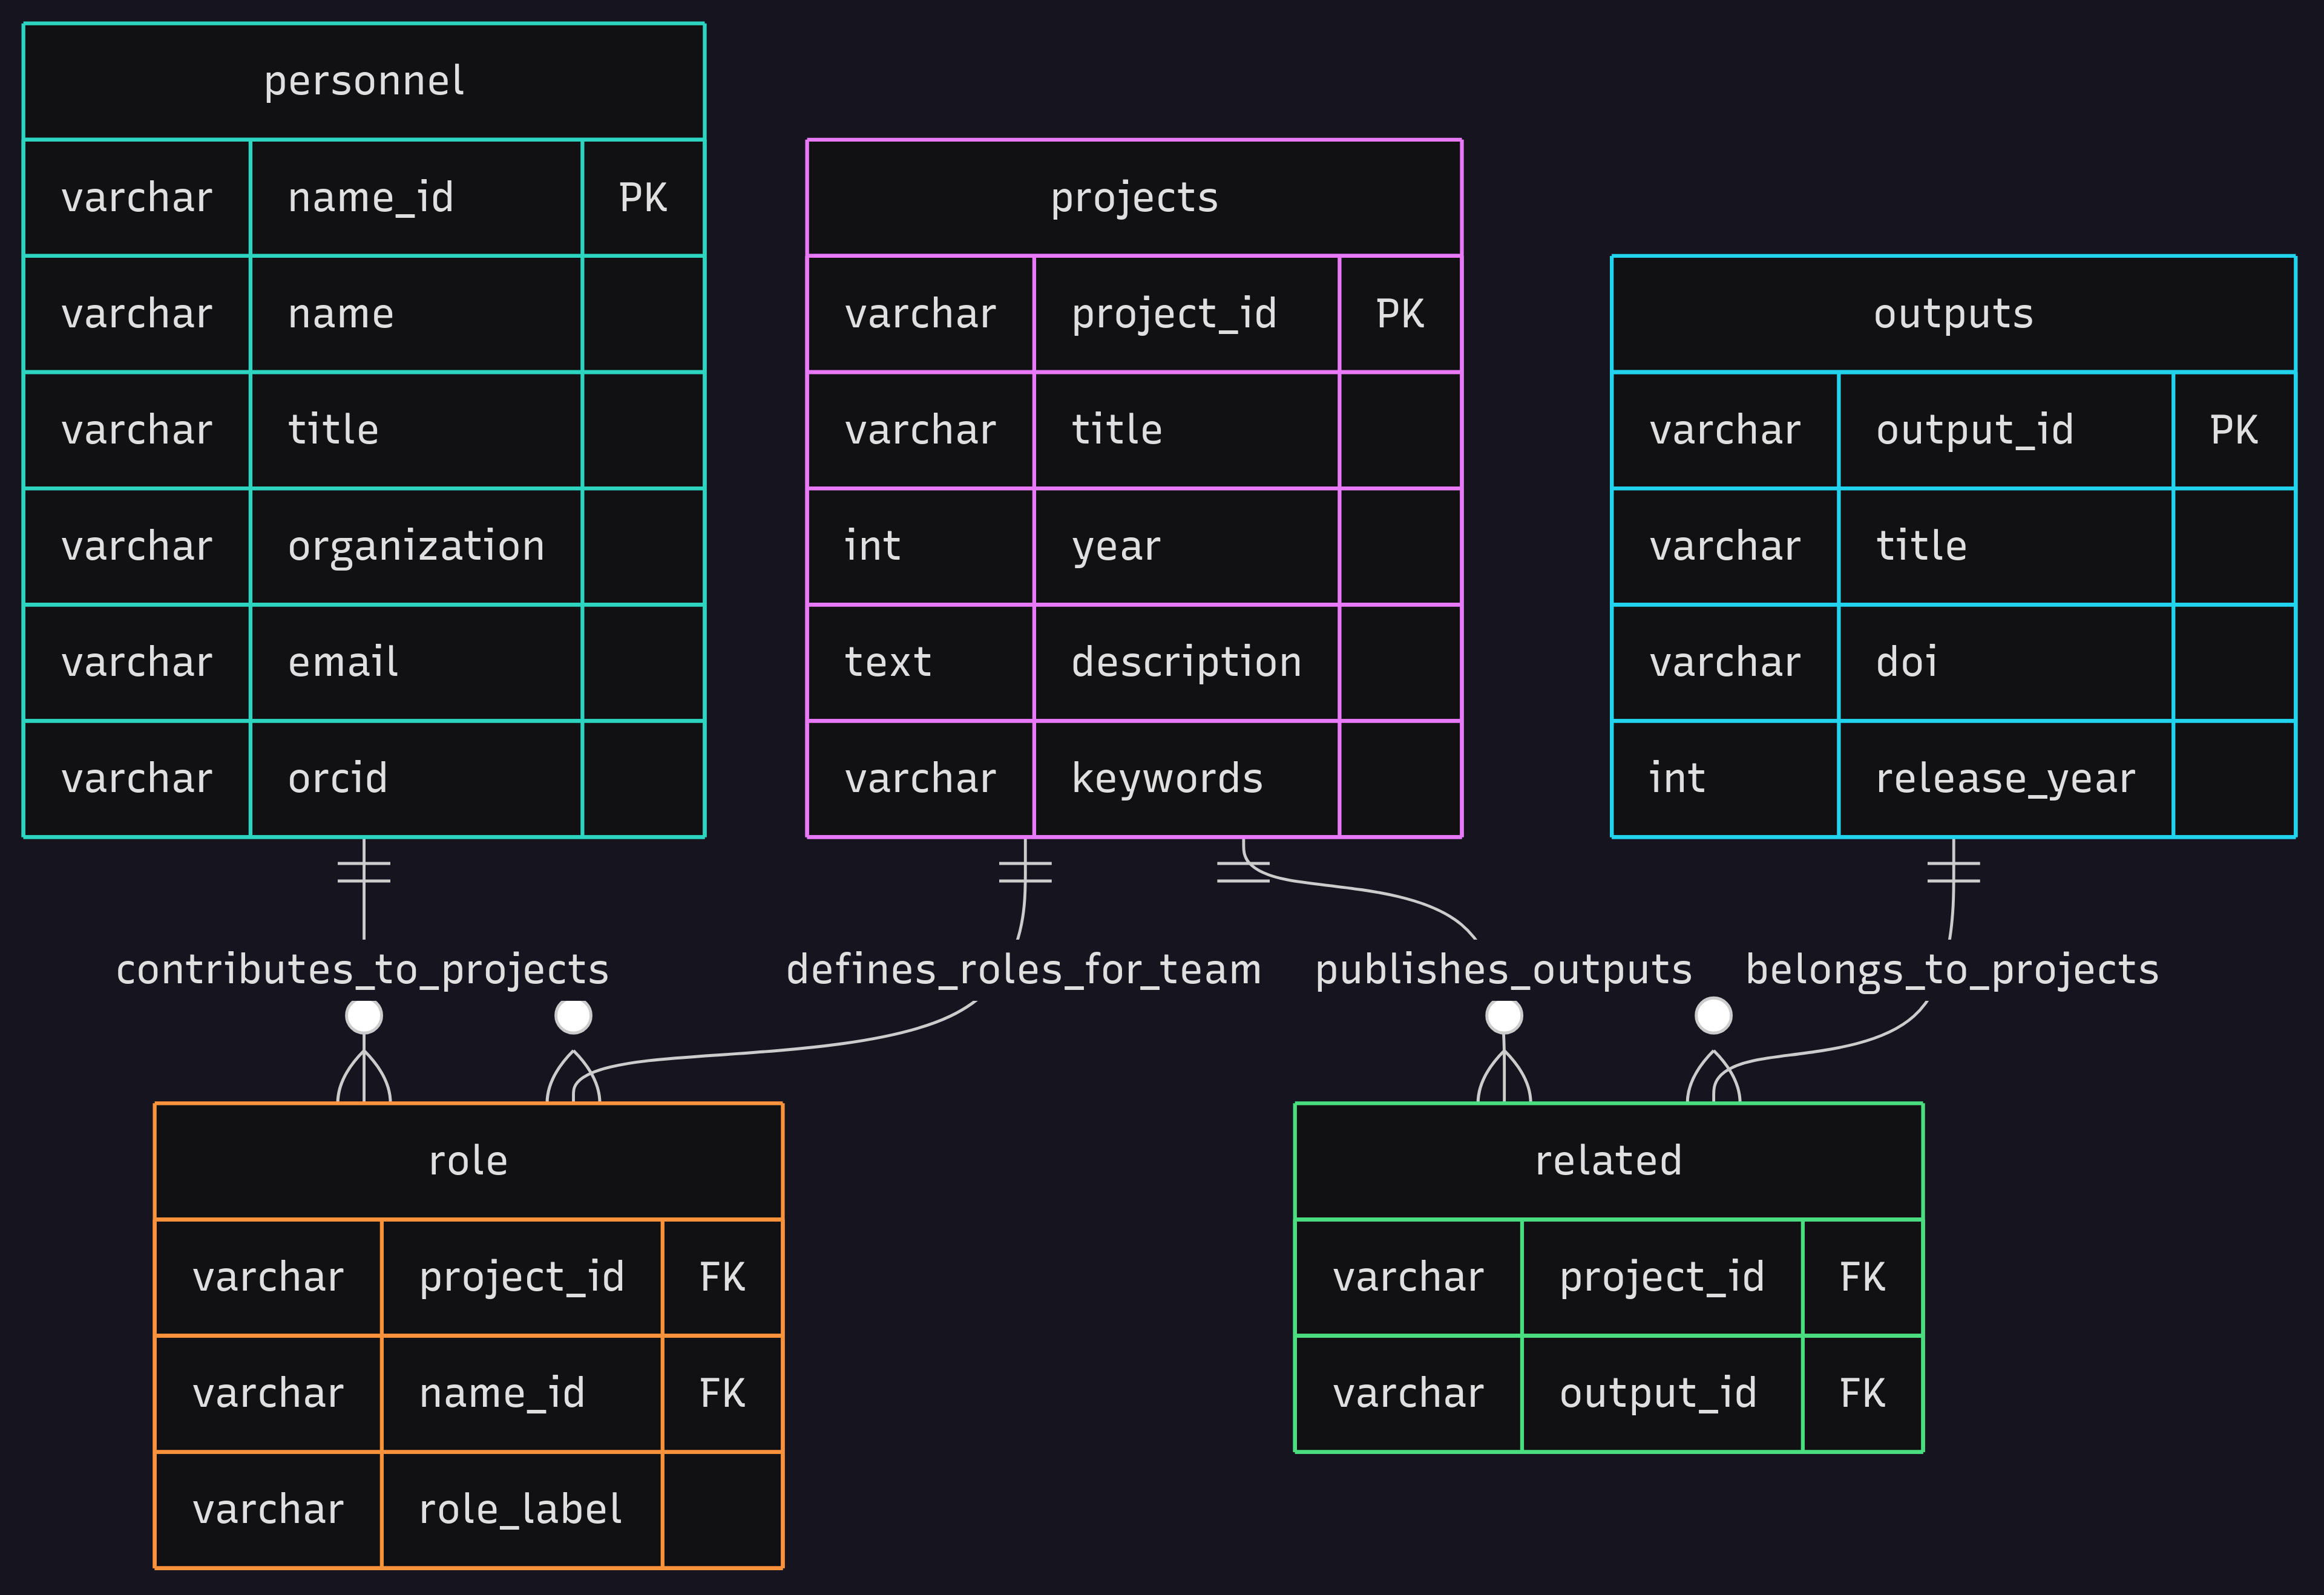 personnel
varchar name_id PK
varchar name
varchar title
varchar organization
varchar email
varchar orcid
projects
varchar project_id PK
varchar title
int year
text description
varchar keywords
outputs
varchar output_id PK
varchar title
varchar doi
int release_year
contributes_to_projects
defines_roles_for_team
publishes_outputs
belongs_to_projects
role
varchar project_id FK
varchar name_id FK
varchar role_label
related
varchar project_id FK
varchar output_id FK